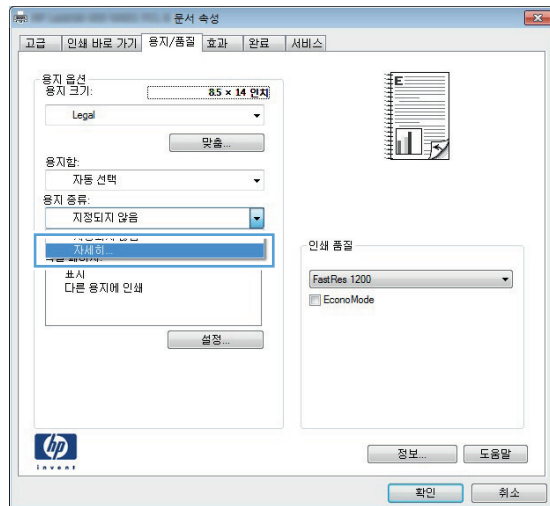 문서 속성
고급 인쇄 바로 가기 용지/품질 효과 완료 서비스
용지 옵션
용지 크기: 8.5 × 14 인치
Legal
맞춤...
용지함:
자동 선택
용지 종류:
지정되지 않음
자세히...
표시
다른 용지에 인쇄
설정...
E
인쇄 품질
FastRes 1200
EconoMode
hp
invent
정보... 도움말
확인 취소